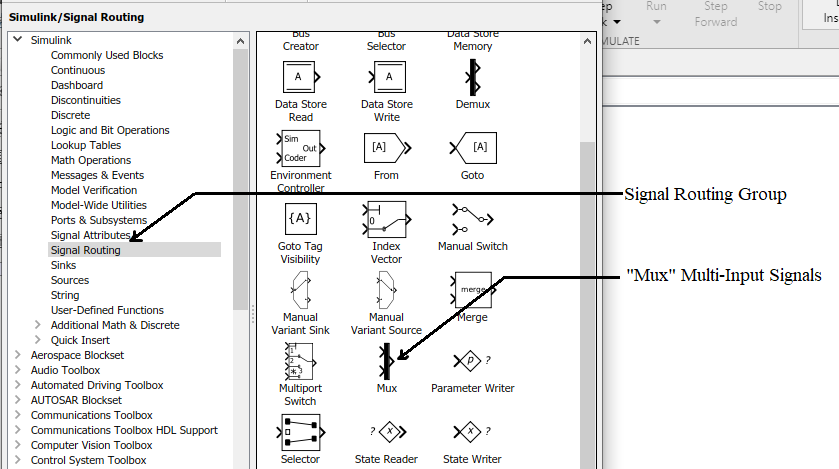 Simulink/Signal Routing
Simulink
Commonly Used Blocks
Continuous
Dashboard
Discontinuities
Discrete
Logic and Bit Operations
Lookup Tables
Math Operations
Messages & Events
Model Verification
Model-Wide Utilities
Ports & Subsystems
Signal Attributes
Signal Routing
Sinks
Sources
String
User-Defined Functions
Additional Math & Discrete
Quick Insert
Aerospace Blockset
Audio Toolbox
Automated Driving Toolbox
AUTOSAR Blockset
Communications Toolbox
Communications Toolbox HDL Support
Computer Vision Toolbox
Control System Toolbox
Bus Creator
Bus Selector
Data Store Memory
A
A
Data Store Read
Data Store Write
Demux
Sim
Out
Coder
[A]
[A]
Environment Controller
From
Goto
{A}
0
Goto Tag Visibility
Index Vector
Manual Switch
merge
Manual Variant Sink
Manual Variant Source
Merge
1
2
* 3
P ?
Multiport Switch
Mux
Parameter Writer
? x
x ?
Selector
State Reader
State Writer
Run
Step Forward
Stop
Ins
MULATE
Signal Routing Group
"Mux" Multi-Input Signals